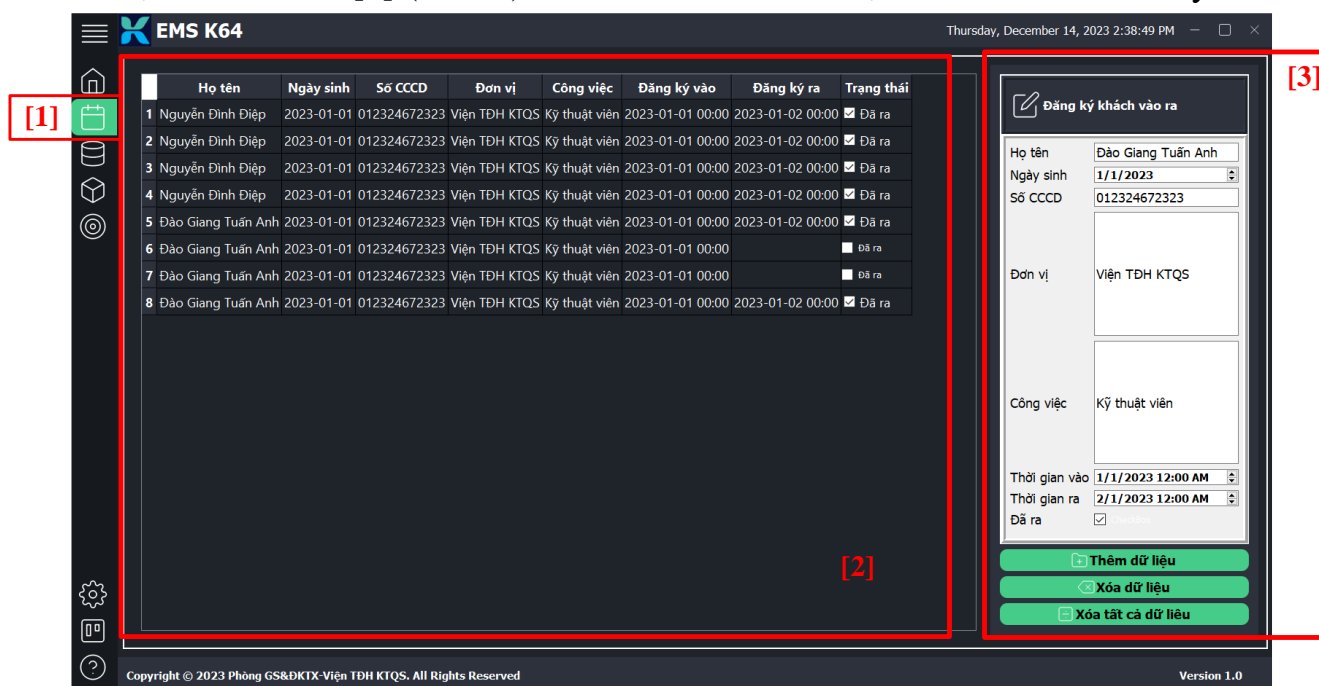 EMS K64
Thursday, December 14, 2023 2:38:49 PM
[1]
[2]
[3]
Họ tên Ngày sinh Số CCCD Đơn vị Công việc Đăng ký vào Đăng ký ra Trạng thái
1 Nguyễn Đình Điệp 2023-01-01 012324672323 Viện TĐH KTQS Kỹ thuật viên 2023-01-01 00:00 2023-01-02 00:00 Đã ra
2 Nguyễn Đình Điệp 2023-01-01 012324672323 Viện TĐH KTQS Kỹ thuật viên 2023-01-01 00:00 2023-01-02 00:00 Đã ra
3 Nguyễn Đình Điệp 2023-01-01 012324672323 Viện TĐH KTQS Kỹ thuật viên 2023-01-01 00:00 2023-01-02 00:00 Đã ra
4 Nguyễn Đình Điệp 2023-01-01 012324672323 Viện TĐH KTQS Kỹ thuật viên 2023-01-01 00:00 2023-01-02 00:00 Đã ra
5 Đào Giang Tuấn Anh 2023-01-01 012324672323 Viện TĐH KTQS Kỹ thuật viên 2023-01-01 00:00 2023-01-02 00:00 Đã ra
6 Đào Giang Tuấn Anh 2023-01-01 012324672323 Viện TĐH KTQS Kỹ thuật viên 2023-01-01 00:00 Đã ra
7 Đào Giang Tuấn Anh 2023-01-01 012324672323 Viện TĐH KTQS Kỹ thuật viên 2023-01-01 00:00 Đã ra
8 Đào Giang Tuấn Anh 2023-01-01 012324672323 Viện TĐH KTQS Kỹ thuật viên 2023-01-01 00:00 2023-01-02 00:00 Đã ra
Đăng ký khách vào ra
Họ tên Đào Giang Tuấn Anh
Ngày sinh 1/1/2023
Số CCCD 012324672323
Đơn vị Viện TĐH KTQS
Công việc Kỹ thuật viên
Thời gian vào 1/1/2023 12:00 AM
Thời gian ra 2/1/2023 12:00 AM
Đã ra
Thêm dữ liệu
Xóa dữ liệu
Xóa tất cả dữ liêu
Copyright © 2023 Phòng GS&ĐKTX-Viện TĐH KTQS. All Rights Reserved
Version 1.0